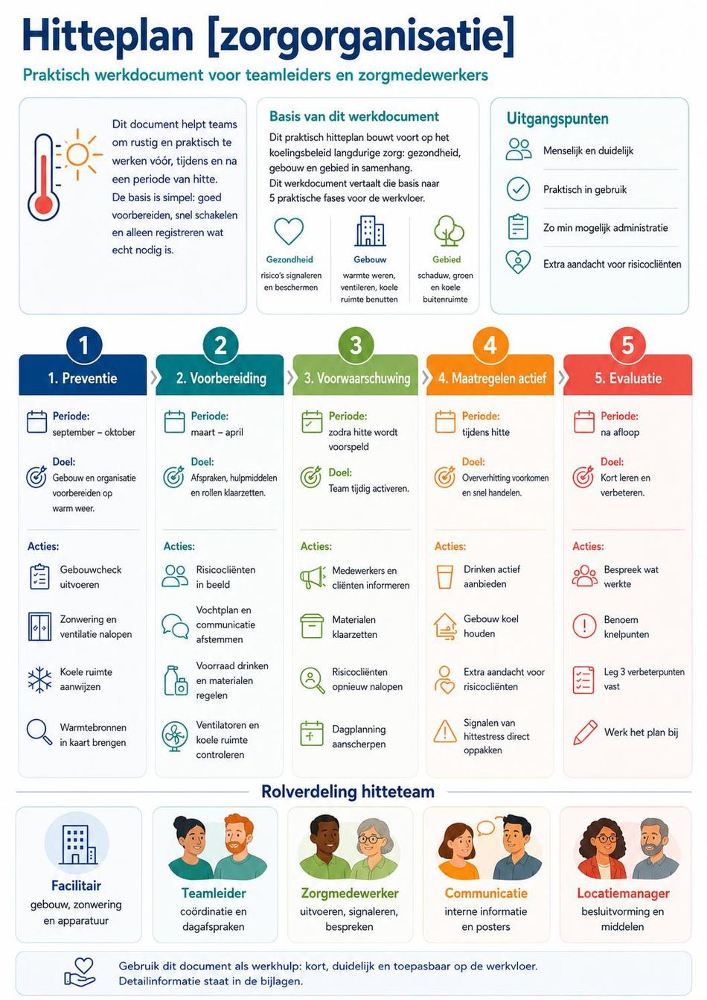 Hitteplan [zorgorganisatie]
Praktisch werkdocument voor teamleiders en zorgmedewerkers
Dit document helpt teams
om rustig en praktisch te
werken vóór, tijdens en na
een periode van hitte.
De basis is simpel: goed
voorbereiden, snel schakelen
en alleen registreren wat
echt nodig is.
Basis van dit werkdocument
Dit praktisch hitteplan bouwt voort op het
koelingsbeleid langdurige zorg: gezondheid,
gebouw en gebied in samenhang.
Dit werkdocument vertaalt die basis naar
5 praktische fases voor de werkvloer.
Gezondheid
risico's signaleren
en beschermen
Gebouw
warmte weren,
ventileren, koele
ruimte benutten
Gebied
schaduw, groen
en koele
buitenruimte
Uitgangspunten
Menselijk en duidelijk
Praktisch in gebruik
Zo min mogelijk administratie
Extra aandacht voor risicocliënten
1
1. Preventie
Periode:
september – oktober
Doel:
Gebouw en organisatie
voorbereiden op
warm weer.
Acties:
Gebouwcheck
uitvoeren
Zonwering en
ventilatie nalopen
Koele ruimte
aanwijzen
Warmtebronnen
in kaart brengen
2
2. Voorbereiding
Periode:
maart – april
Doel:
Afspraken, hulpmiddelen
en rollen klaarzetten.
Acties:
Risicocliënten
in beeld
Vochtplan en
communicatie
afstemmen
Voorraad drinken
en materialen
regelen
Ventilatoren en
koele ruimte
controleren
3
3. Voorwaarschuwing
Periode:
zodra hitte wordt
voorspeld
Doel:
Team tijdig activeren.
Acties:
Medewerkers en
cliënten informeren
Materialen
klaarzetten
Risicocliënten
opnieuw nalopen
Dagplanning
aanscherpen
4
4. Maatregelen actief
Periode:
tijdens hitte
Doel:
Oververhitting voorkomen
en snel handelen.
Acties:
Drinken actief
aanbieden
Gebouw koel
houden
Extra aandacht voor
risicocliënten
Signalen van
hittestress direct
oppakken
5
5. Evaluatie
Periode:
na afloop
Doel:
Kort leren en
verbeteren.
Acties:
Bespreek wat
werkte
Benoem
knelpunten
Leg 3 verbeterpunten
vast
Werk het plan bij
Rolverdeling hitteteam
Facilitair
gebouw, zonwering
en apparatuur
Teamleider
coördinatie en
dagafspraken
Zorgmedewerker
uitvoeren, signaleren,
bespreken
Communicatie
interne informatie
en posters
Locatiemanager
besluitvorming en
middelen
Gebruik dit document als werkhulp: kort, duidelijk en toepasbaar op de werkvloer.
Detailinformatie staat in de bijlagen.